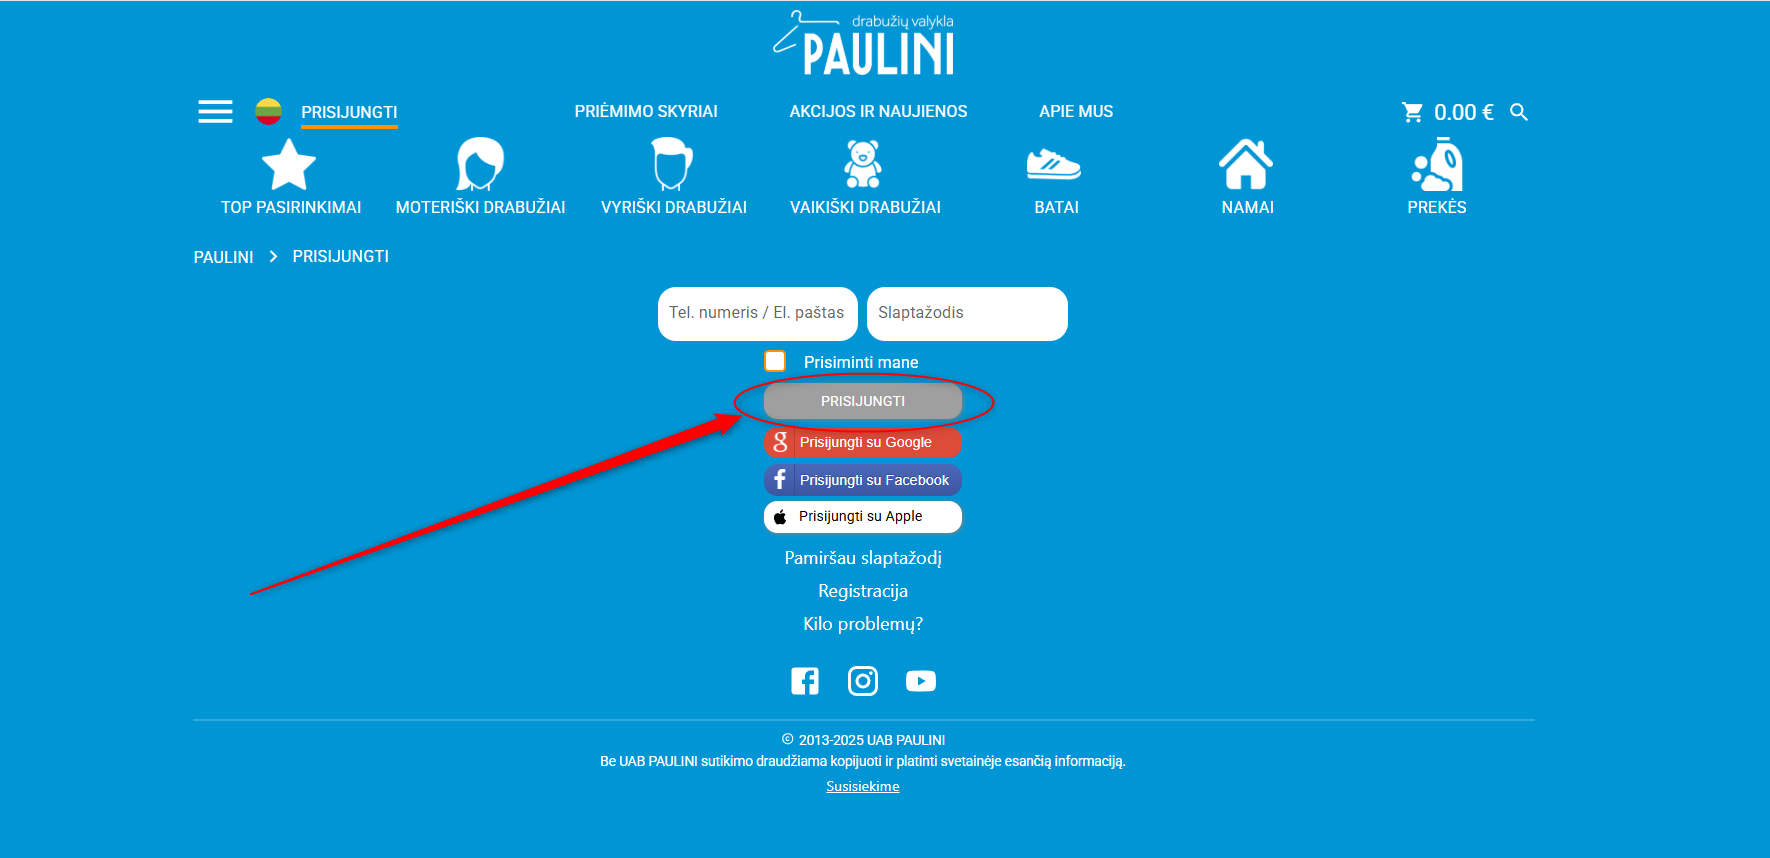 drabužių valykla
PAULINI
PRISIJUNGTI
PRIĖMIMO SKYRIAI
AKCIJOS IR NAUJIENOS
APIE MUS
0.00 €
TOP PASIRINKIMAI
MOTERIŠKI DRABUŽIAI
VYRIŠKI DRABUŽIAI
VAIKIŠKI DRABUŽIAI
BATAI
NAMAI
PREKĖS
PAULINI
PRISIJUNGTI
Tel. numeris / El. paštas
Slaptažodis
Prisiminti mane
PRISIJUNGTI
Prisijungti su Google
Prisijungti su Facebook
Prisijungti su Apple
Pamiršau slaptažodį
Registracija
Kilo problemų?
© 2013-2025 UAB PAULINI
Be UAB PAULINI sutikimo draudžiama kopijuoti ir platinti svetainėje esančią informaciją.
Susisiekime